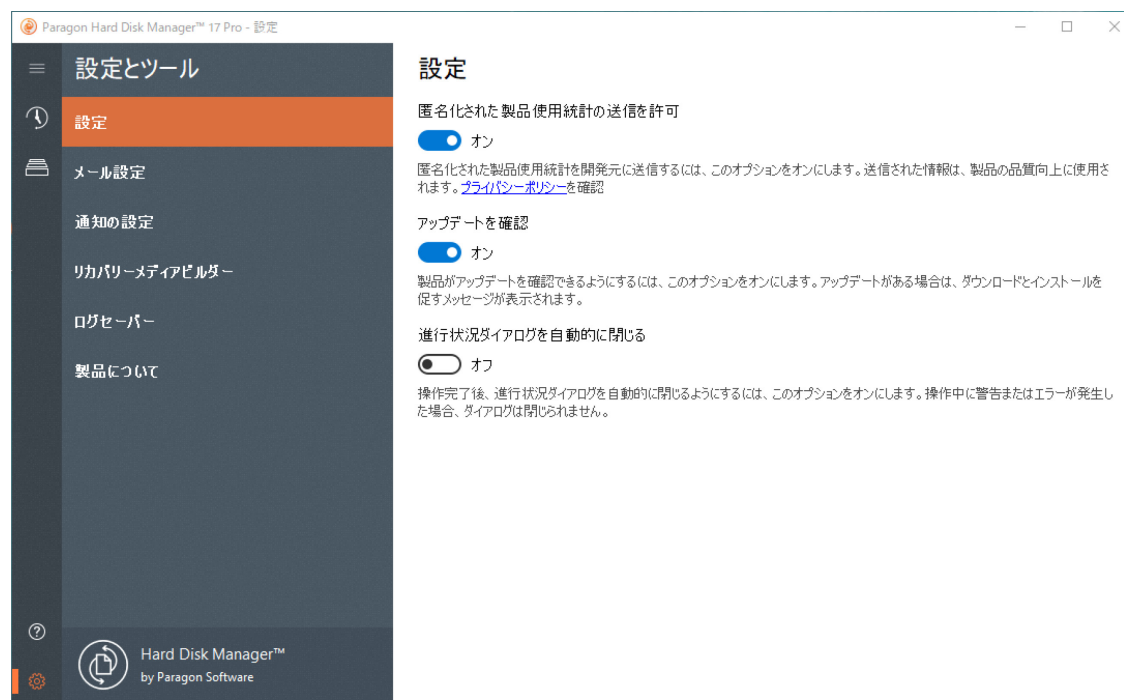 Paragon Hard Disk Manager™ 17 Pro - 設定
設定とツール
設定
メール設定
通知の設定
リカバリーメディアビルダー
ログセーバー
製品について
Hard Disk Manager™
by Paragon Software
設定
匿名化された製品使用統計の送信を許可
オン
匿名化された製品使用統計を開発元に送信するには、このオプションをオンにします。送信された情報は、製品の品質向上に使用さ
れます。プライバシーポリシーを確認
アップデートを確認
オン
製品がアップデートを確認できるようにするには、このオプションをオンにします。アップデートがある場合は、ダウンロードとインストールを
促すメッセージが表示されます。
進行状況ダイアログを自動的に閉じる
オフ
操作完了後、進行状況ダイアログを自動的に閉じるようにするには、このオプションをオンにします。操作中に警告またはエラーが発生し
た場合、ダイアログは閉じられません。